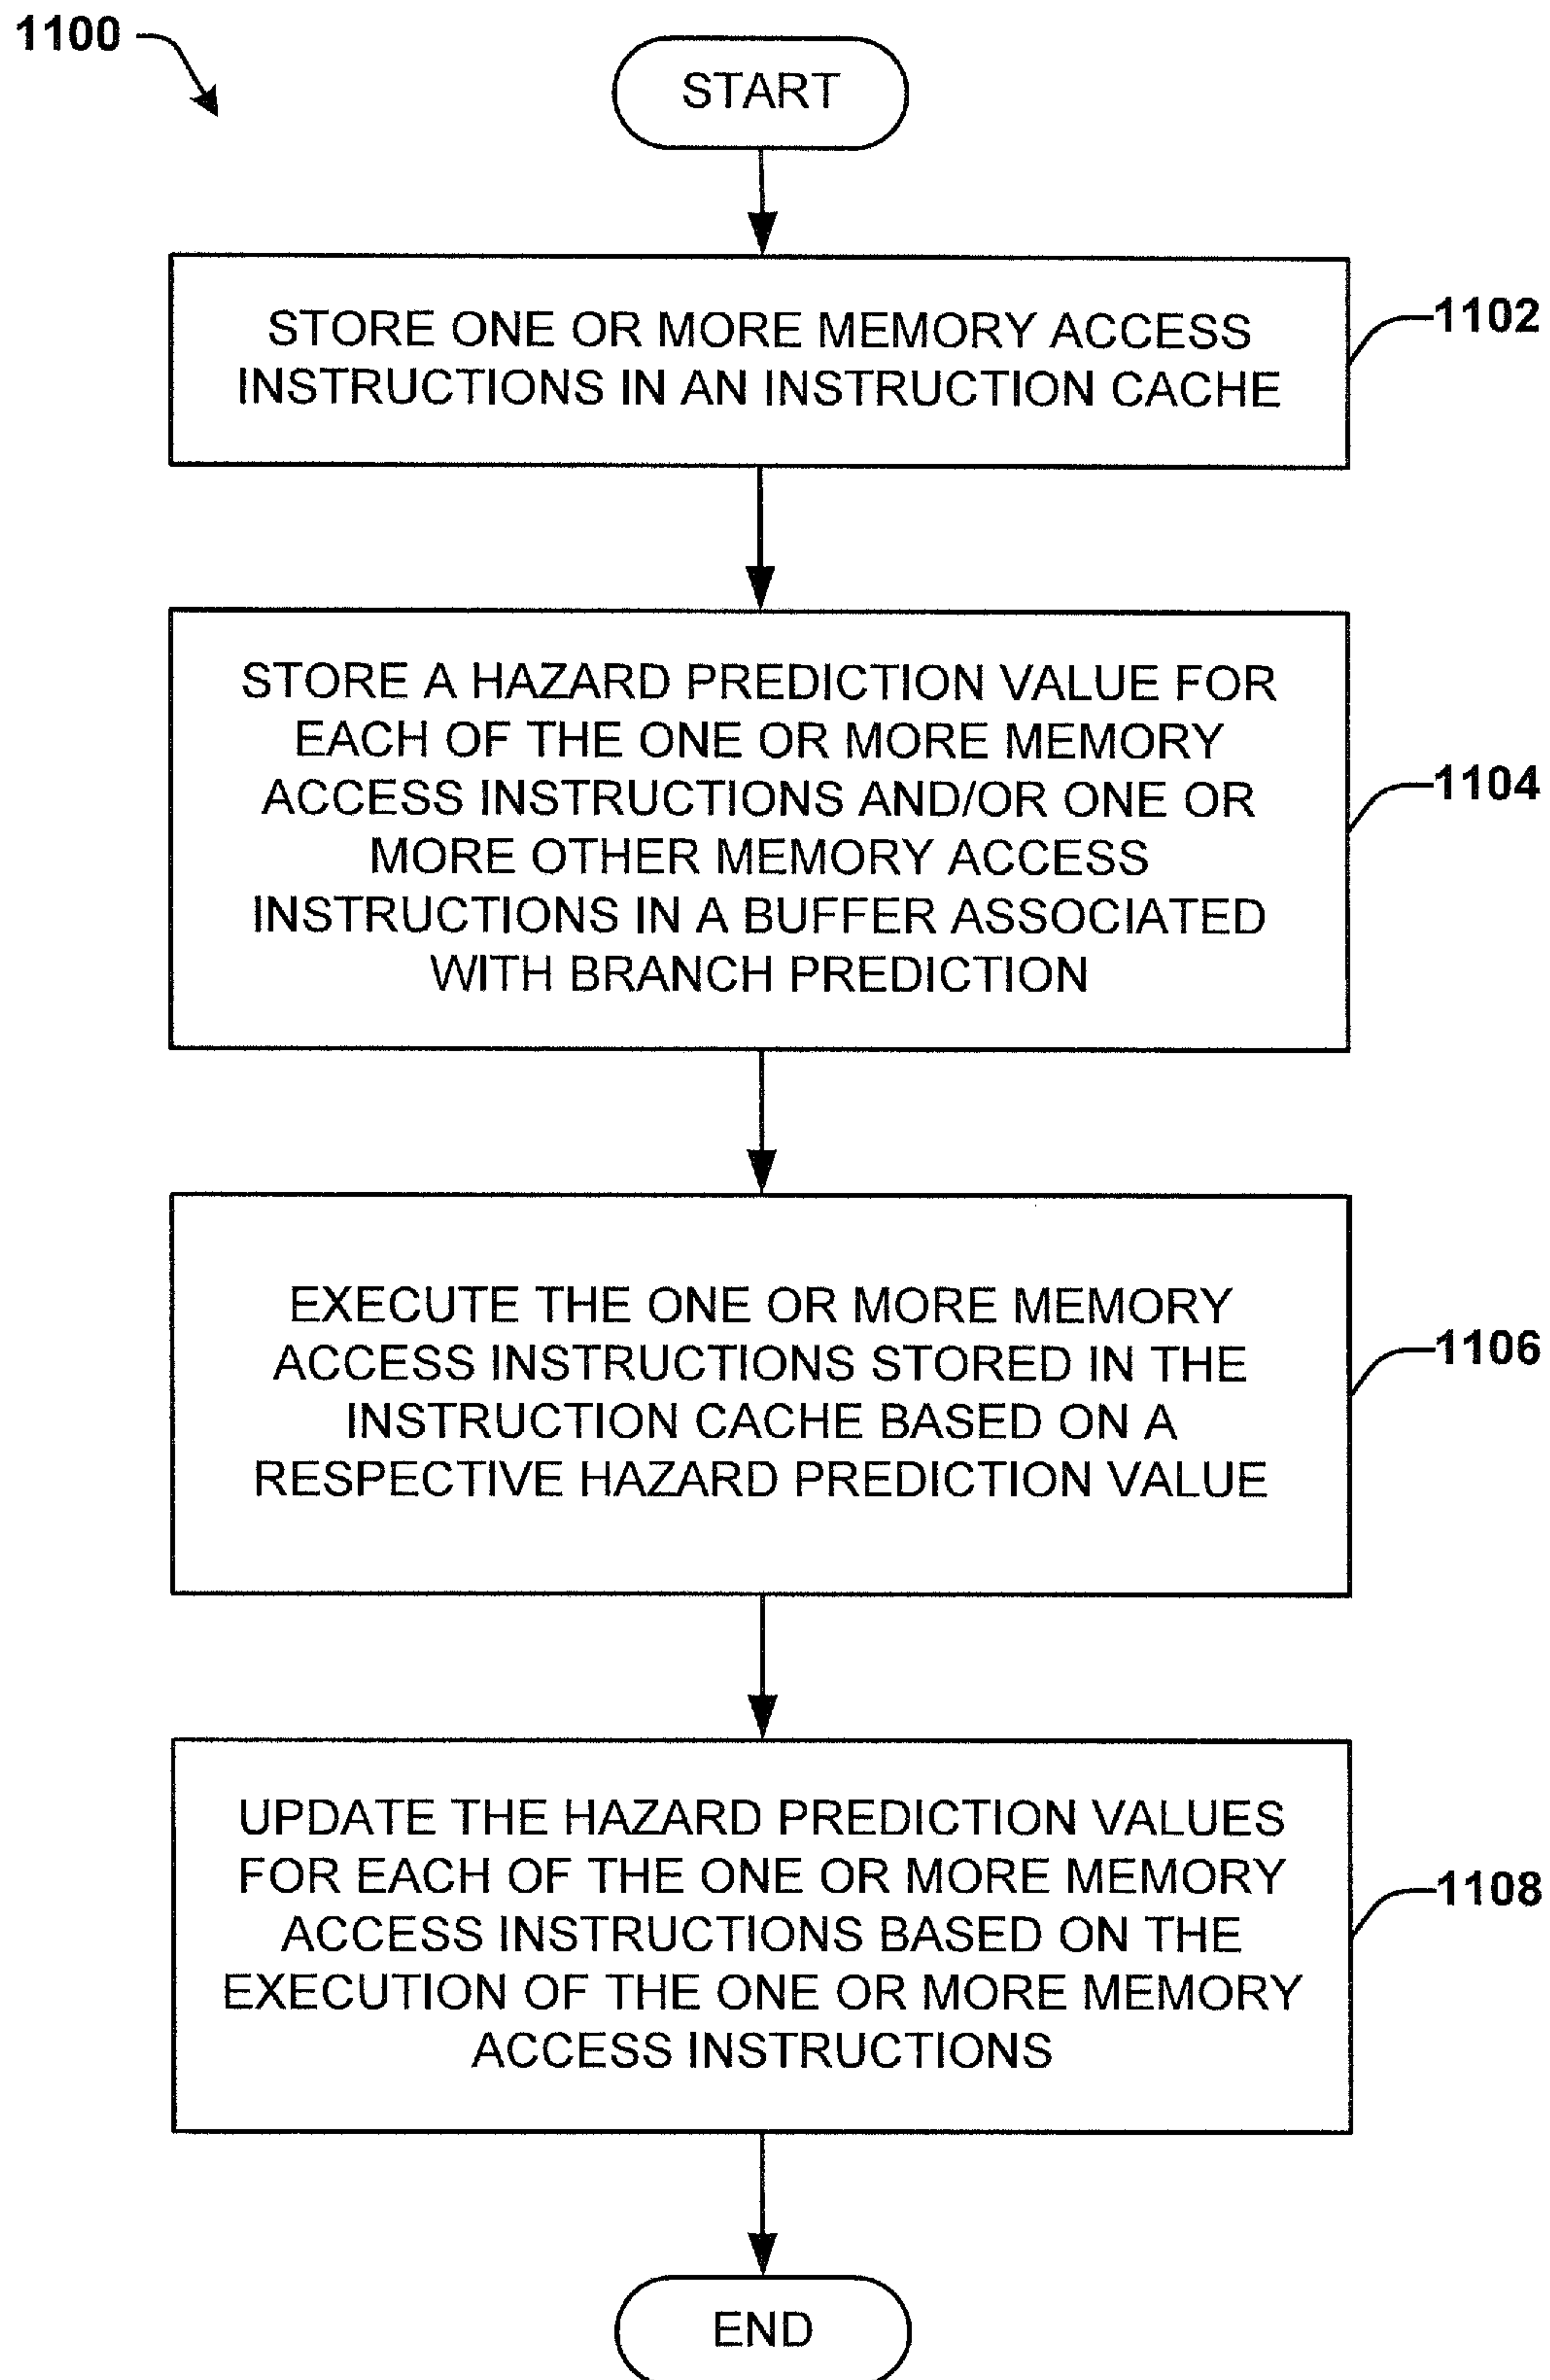 1100
START
STORE ONE OR MORE MEMORY ACCESS
INSTRUCTIONS IN AN INSTRUCTION CACHE
1102
STORE A HAZARD PREDICTION VALUE FOR
EACH OF THE ONE OR MORE MEMORY
ACCESS INSTRUCTIONS AND/OR ONE OR
MORE OTHER MEMORY ACCESS
INSTRUCTIONS IN A BUFFER ASSOCIATED
WITH BRANCH PREDICTION
1104
EXECUTE THE ONE OR MORE MEMORY
ACCESS INSTRUCTIONS STORED IN THE
INSTRUCTION CACHE BASED ON A
RESPECTIVE HAZARD PREDICTION VALUE
1106
UPDATE THE HAZARD PREDICTION VALUES
FOR EACH OF THE ONE OR MORE MEMORY
ACCESS INSTRUCTIONS BASED ON THE
EXECUTION OF THE ONE OR MORE MEMORY
ACCESS INSTRUCTIONS
1108
END